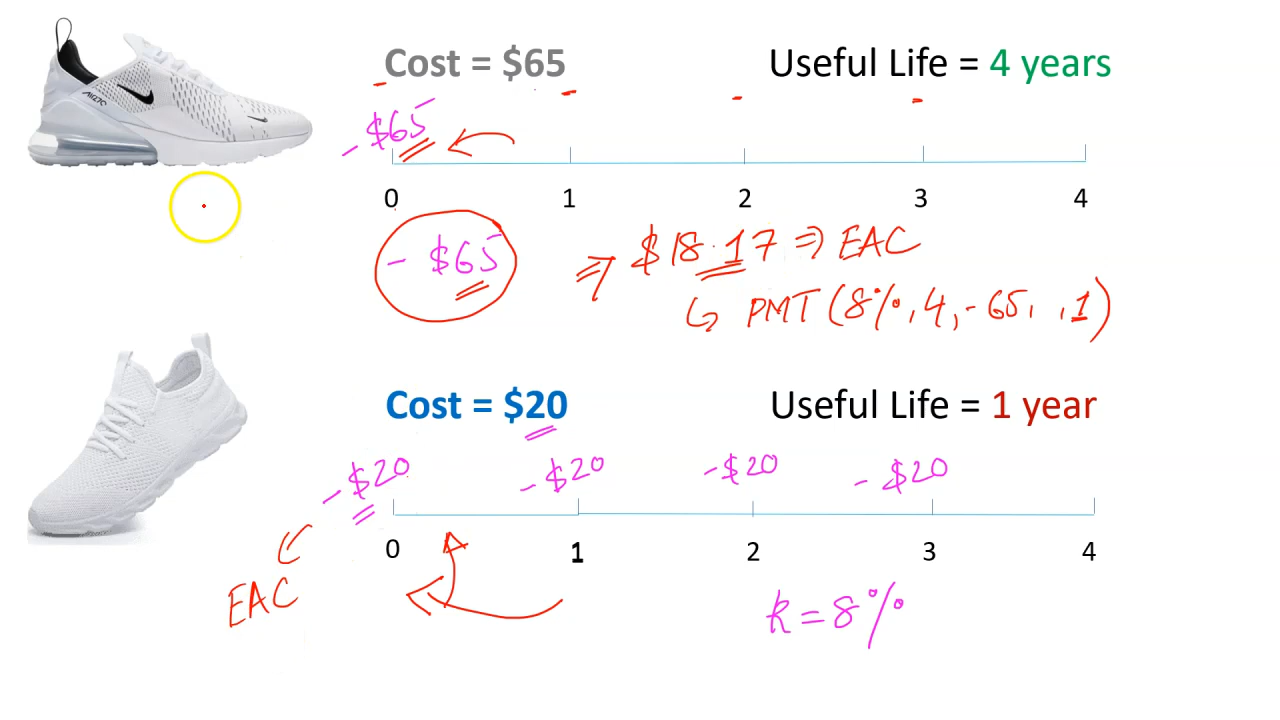 Cost = $65
Useful Life = 4 years
- $65
0 1 2 3 4
- $65 ⇒ $18.17 ⇒ EAC
↳ PMT (8%, 4, -65, , 1)
Cost = $20
Useful Life = 1 year
- $20 - $20 - $20 - $20
0 1 2 3 4
EAC
k = 8%